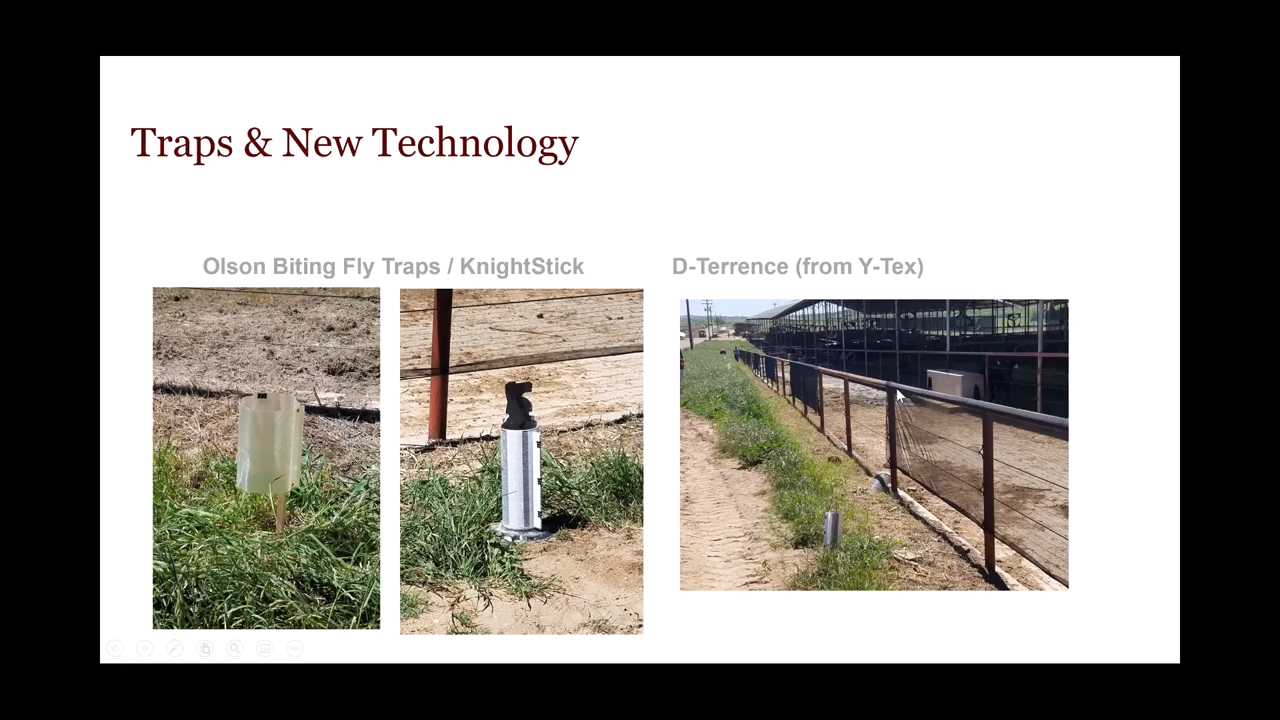 Traps & New Technology
Olson Biting Fly Traps / KnightStick
D-Terrence (from Y-Tex)